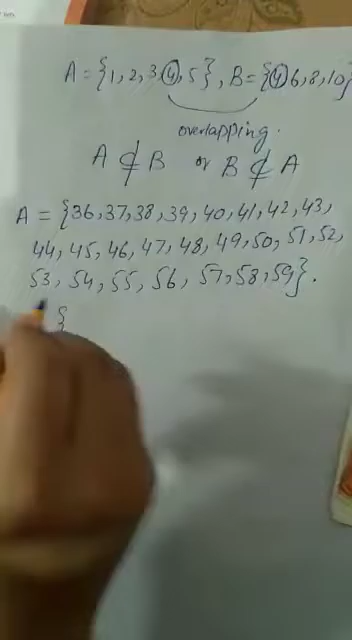 A = {1, 2, 3, 4, 5}, B = {4, 6, 8, 10}
overlapping.
A ⊄ B or B ⊄ A
A = {36, 37, 38, 39, 40, 41, 42, 43,
44, 45, 46, 47, 48, 49, 50, 51, 52,
53, 54, 55, 56, 57, 58, 59}.
{